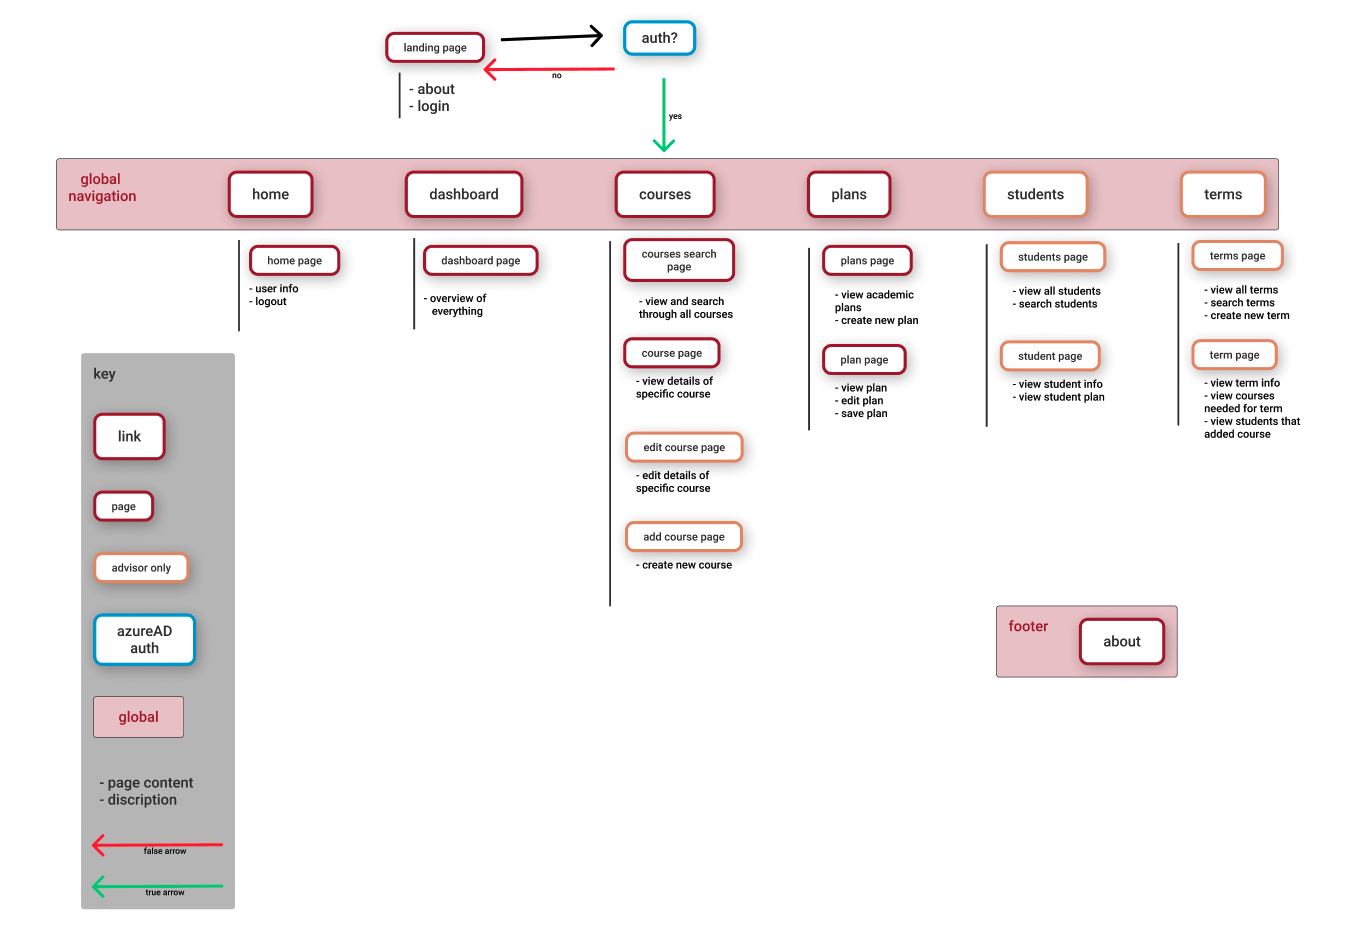 landing page
auth?
no
- about
- login
yes
global
navigation
home
dashboard
courses
plans
students
terms
home page
- user info
- logout
dashboard page
- overview of
everything
courses search
page
- view and search
through all courses
course page
- view details of
specific course
edit course page
- edit details of
specific course
add course page
- create new course
plans page
- view academic
plans
- create new plan
plan page
- view plan
- edit plan
- save plan
students page
- view all students
- search students
student page
- view student info
- view student plan
terms page
- view all terms
- search terms
- create new term
term page
- view term info
- view courses
needed for term
- view students that
added course
key
link
page
advisor only
azureAD
auth
global
- page content
- discription
false arrow
true arrow
footer
about